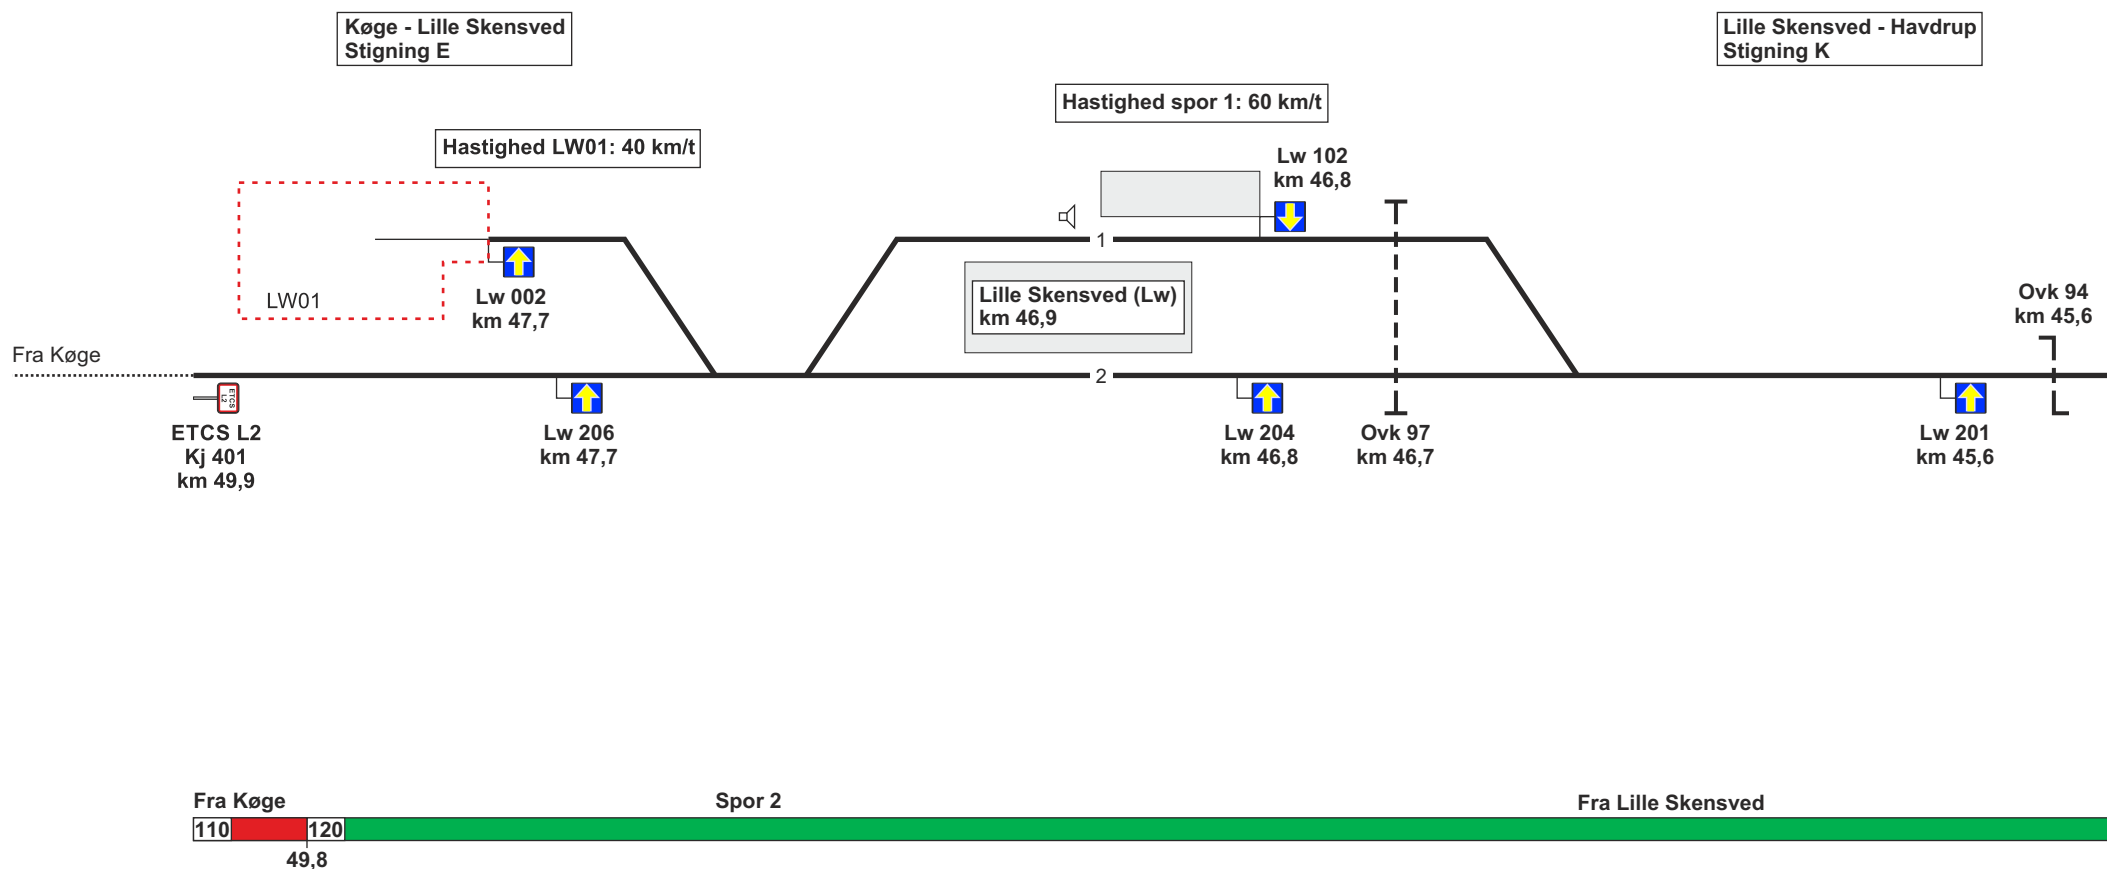 Køge - Lille Skensved
Stigning E
Lille Skensved - Havdrup
Stigning K
Hastighed spor 1: 60 km/t
Hastighed LW01: 40 km/t
Lw 102
km 46,8
1
LW01
Lw 002
km 47,7
Lille Skensved (Lw)
km 46,9
Ovk 94
km 45,6
Fra Køge
2
ETCS
L2
ETCS L2
Kj 401
km 49,9
Lw 206
km 47,7
Lw 204
km 46,8
Ovk 97
km 46,7
Lw 201
km 45,6
Fra Køge
Spor 2
Fra Lille Skensved
110
120
49,8